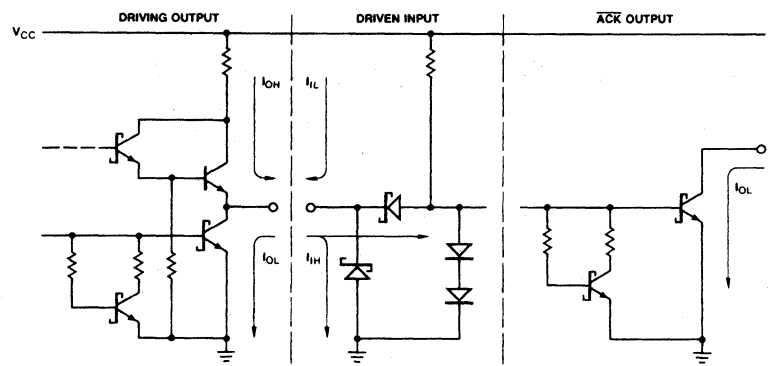 DRIVING OUTPUT
DRIVEN INPUT
ACK OUTPUT
VCC
IOH
IIL
IOL
IIH
IOL